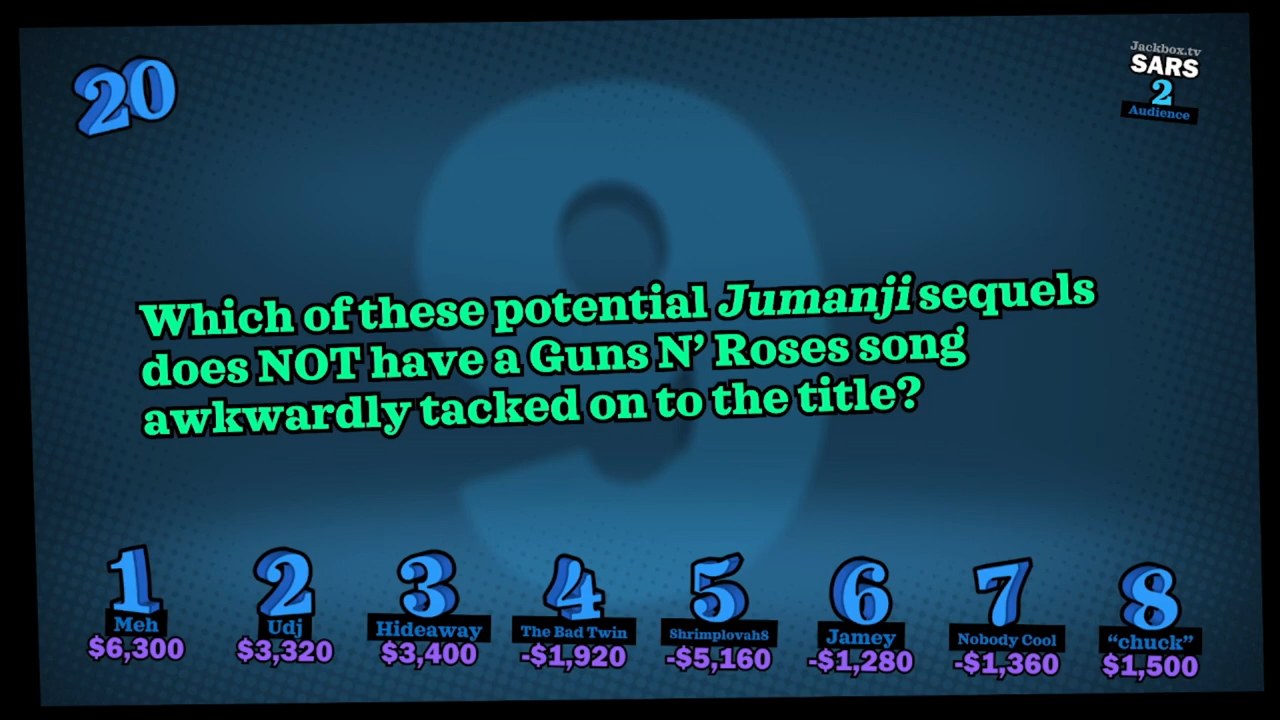 20
Jackbox.tv
SARS
2
Audience
9
Which of these potential Jumanji sequels
does NOT have a Guns N’ Roses song
awkwardly tacked on to the title?
1
Meh
$6,300
2
Udj
$3,320
3
Hideaway
$3,400
4
The Bad Twin
-$1,920
5
Shrimplovah8
-$5,160
6
Jamey
-$1,280
7
Nobody Cool
-$1,360
8
“chuck”
$1,500